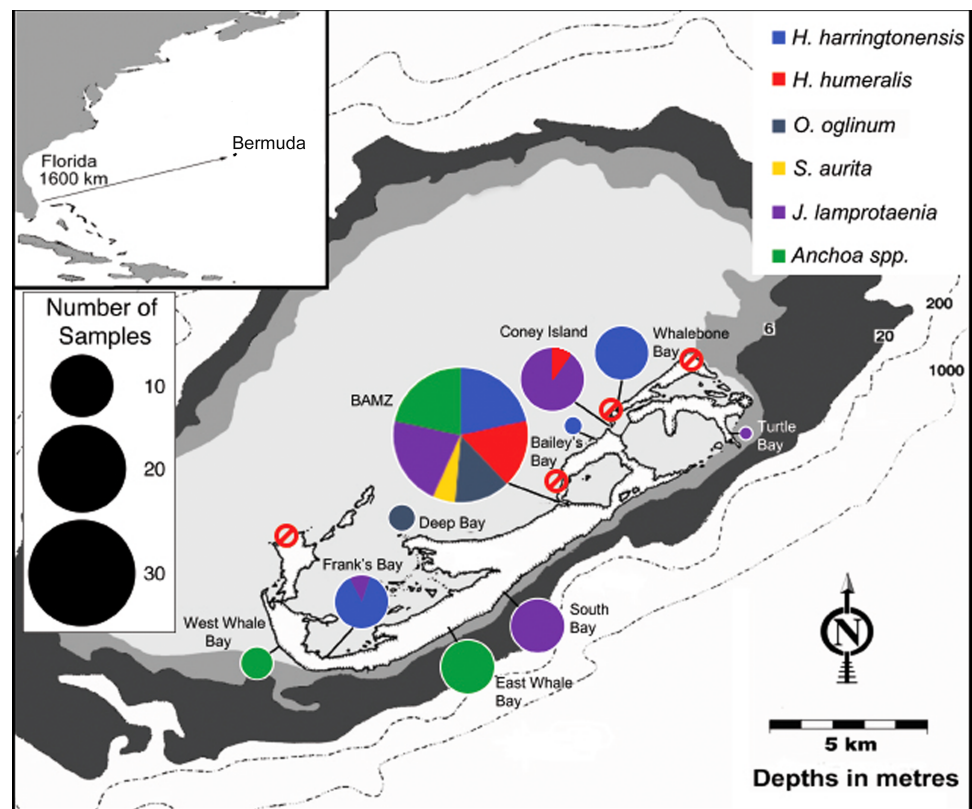 Florida
1600 km
Bermuda
H. harringtonensis
H. humeralis
O. oglinum
S. aurita
J. lamprotaenia
Anchoa spp.
Number of
Samples
10
20
30
200
6
20
1000
Coney Island
Whalebone
Bay
BAMZ
Bailey's
Bay
Turtle
Bay
Deep Bay
Frank's Bay
West Whale
Bay
South
Bay
East Whale
Bay
N
5 km
Depths in metres